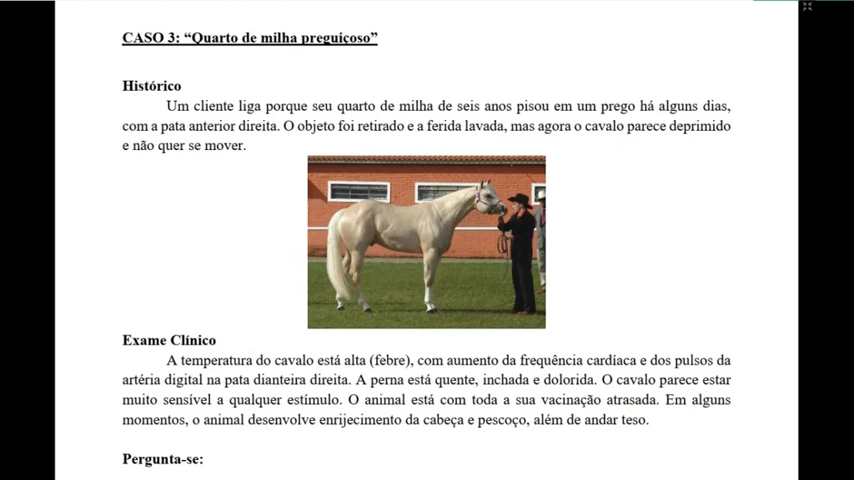 CASO 3: “Quarto de milha preguiçoso”
Histórico
Um cliente liga porque seu quarto de milha de seis anos pisou em um prego há alguns dias,
com a pata anterior direita. O objeto foi retirado e a ferida lavada, mas agora o cavalo parece deprimido
e não quer se mover.
Exame Clínico
A temperatura do cavalo está alta (febre), com aumento da frequência cardíaca e dos pulsos da
artéria digital na pata dianteira direita. A perna está quente, inchada e dolorida. O cavalo parece estar
muito sensível a qualquer estímulo. O animal está com toda a sua vacinação atrasada. Em alguns
momentos, o animal desenvolve enrijecimento da cabeça e pescoço, além de andar teso.
Pergunta-se: